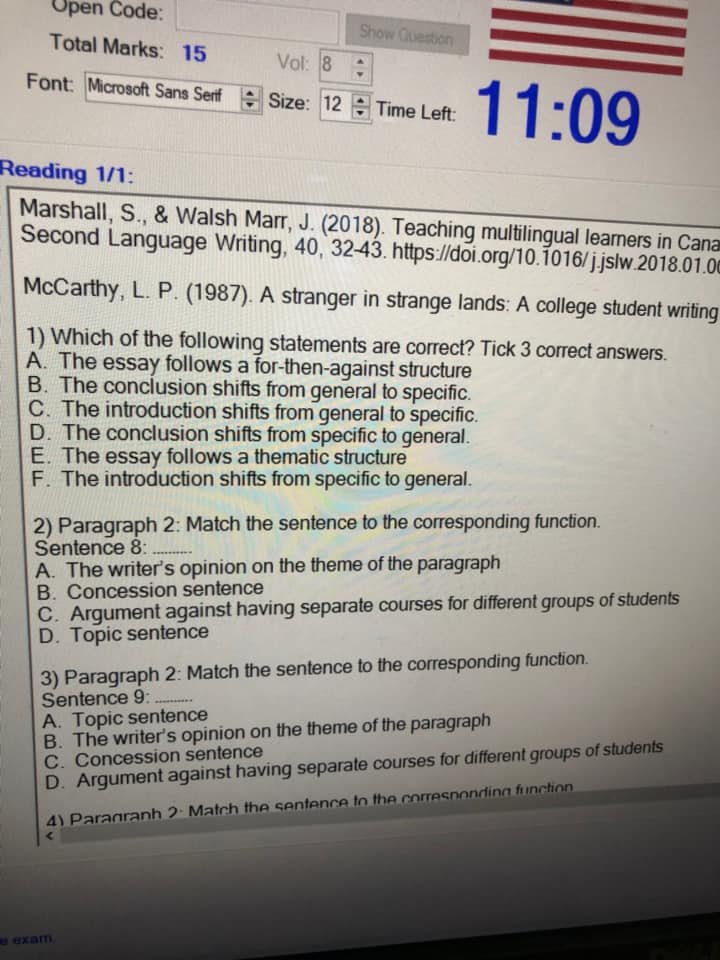 Open Code:
Show Question
Total Marks: 15
Vol: 8
Font: Microsoft Sans Serif
Size: 12
Time Left: 11:09
Reading 1/1:
Marshall, S., & Walsh Marr, J. (2018). Teaching multilingual learners in Cana
Second Language Writing, 40, 32-43. https://doi.org/10.1016/j.jslw.2018.01.0
McCarthy, L. P. (1987). A stranger in strange lands: A college student writing
1) Which of the following statements are correct? Tick 3 correct answers.
A. The essay follows a for-then-against structure
B. The conclusion shifts from general to specific.
C. The introduction shifts from general to specific.
D. The conclusion shifts from specific to general.
E. The essay follows a thematic structure
F. The introduction shifts from specific to general.
2) Paragraph 2: Match the sentence to the corresponding function.
Sentence 8: ..........
A. The writer's opinion on the theme of the paragraph
B. Concession sentence
C. Argument against having separate courses for different groups of students
D. Topic sentence
3) Paragraph 2: Match the sentence to the corresponding function.
Sentence 9: ..........
A. Topic sentence
B. The writer's opinion on the theme of the paragraph
C. Concession sentence
D. Argument against having separate courses for different groups of students
4) Paragraph 2: Match the sentence to the corresponding function
e exam.